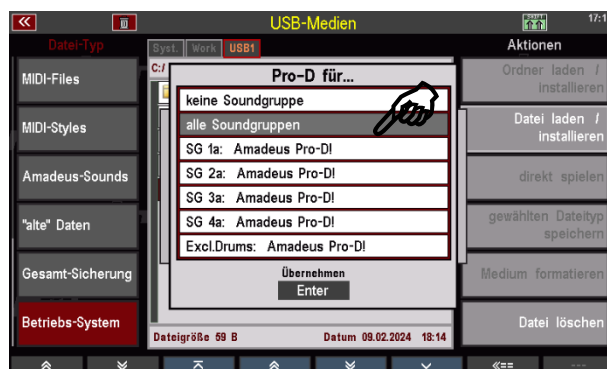 USB-Medien
17:1
Datei-Typ
Syst.
Work
USB1
Aktionen
MIDI-Files
MIDI-Styles
Amadeus-Sounds
"alte" Daten
Gesamt-Sicherung
Betriebs-System
C:/
Pro-D für...
keine Soundgruppe
alle Soundgruppen
SG 1a: Amadeus Pro-D!
SG 2a: Amadeus Pro-D!
SG 3a: Amadeus Pro-D!
SG 4a: Amadeus Pro-D!
Excl.Drums: Amadeus Pro-D!
Übernehmen
Enter
Dateigröße 59 B
Datum 09.02.2024 18:14
Ordner laden /
installieren
Datei laden /
installieren
direkt spielen
gewählten Dateityp
speichern
Medium formatieren
Datei löschen
«==
---